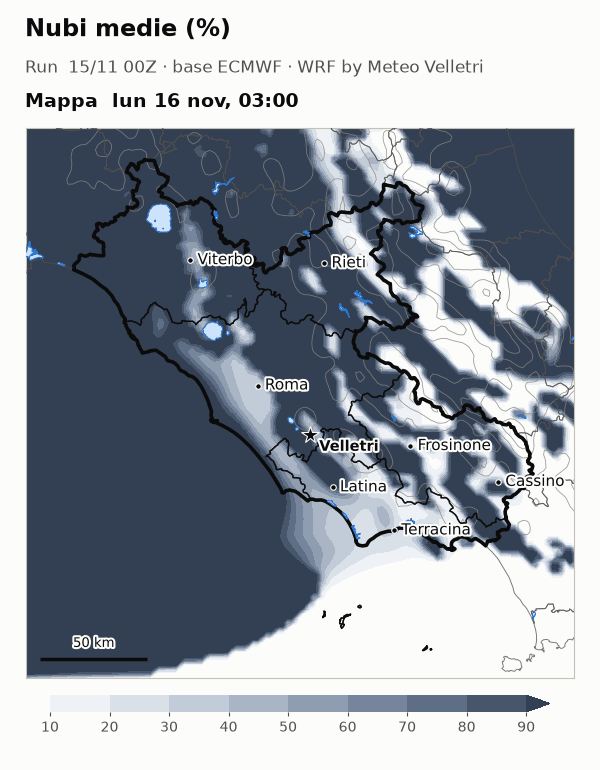 Nubi medie (%)
Run 15/11 00Z · base ECMWF · WRF by Meteo Velletri
Mappa lun 16 nov, 03:00
Viterbo
Rieti
Roma
Velletri
Frosinone
Latina
Cassino
Terracina
50 km
10 20 30 40 50 60 70 80 90